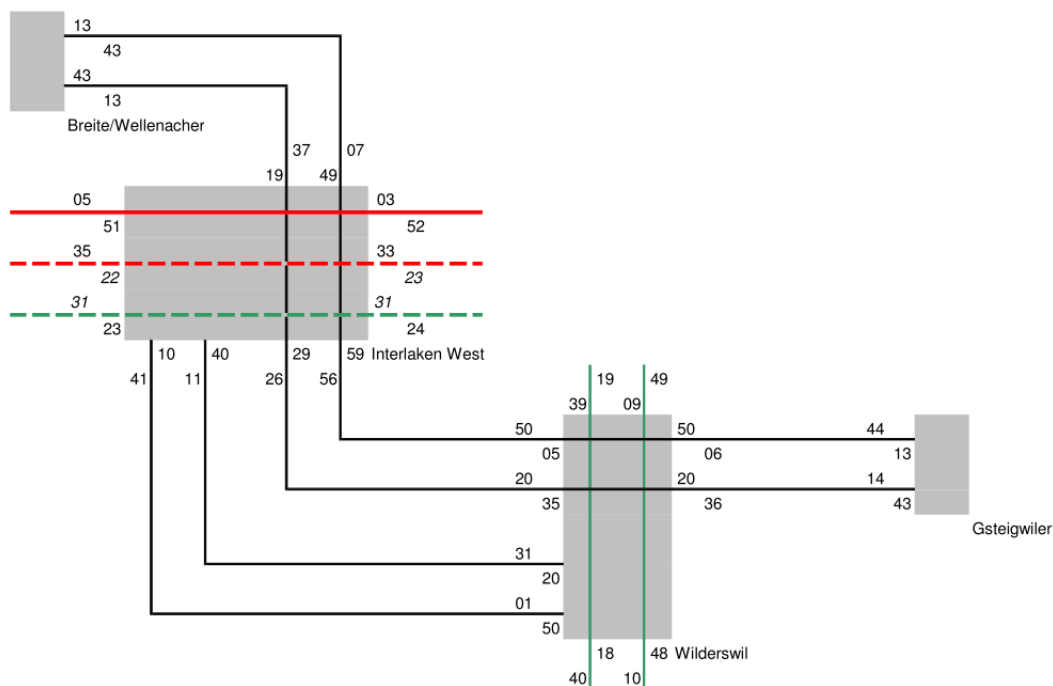 13
43
43
13
Breite/Wellenacher
37 07
19 49
05 03
51 52
35 33
22 23
31 31
23 24
10 40 29 59 Interlaken West
41 11 26 56
19 49
39 09
50 50 44
05 06 13
20 20 14
35 36 43
Gsteigwiler
31
20
01
50
18 48 Wilderswil
40 10